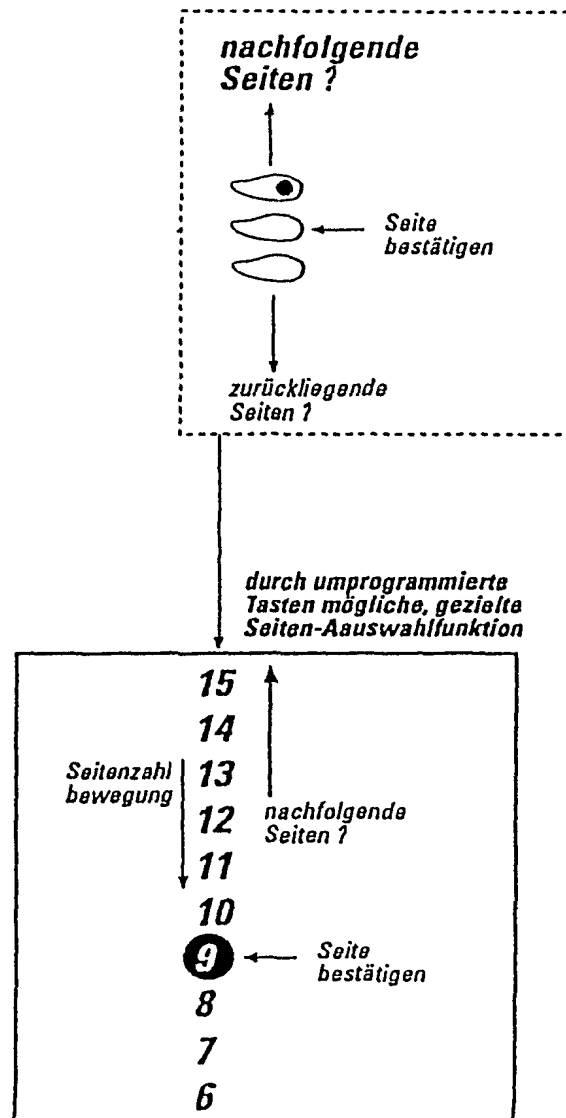 nachfolgende
Seiten ?
Seite
bestätigen
zurückliegende
Seiten ?
durch umprogrammierte
Tasten mögliche, gezielte
Seiten-Aauswahlfunktion
15
14
Seitenzahl
bewegung
13
12
nachfolgende
Seiten ?
11
10
9
Seite
bestätigen
8
7
6